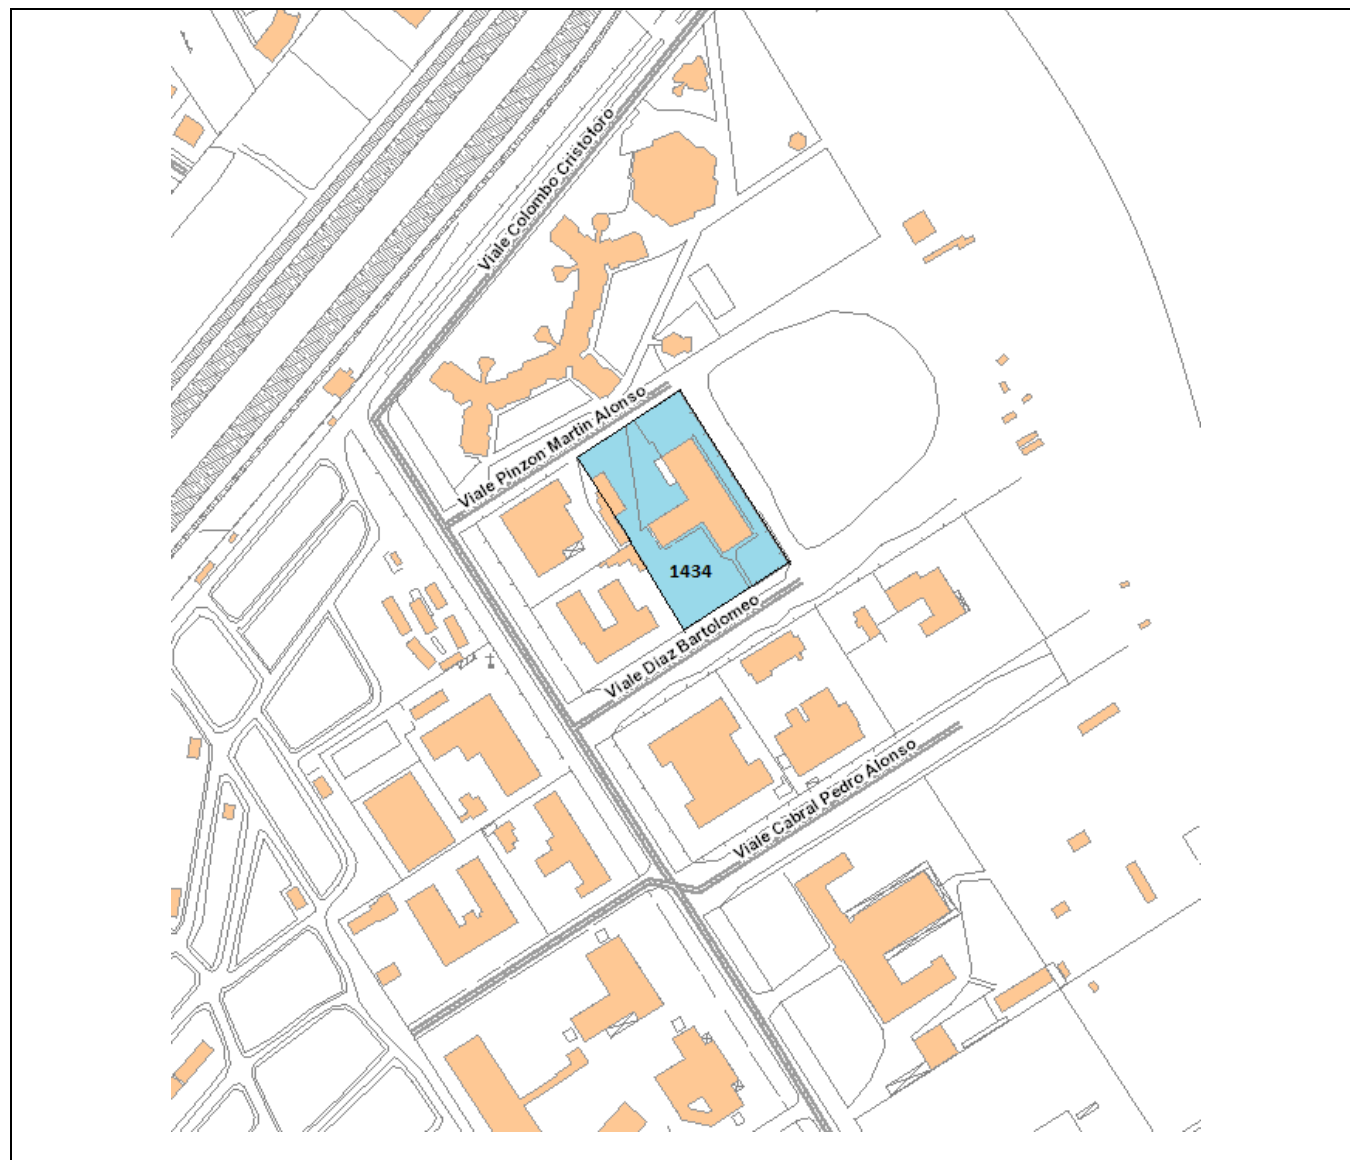 Viale Colombo Cristoforo
Viale Pinzon Martin Alonso
1434
Viale Diaz Bartolomeo
Viale Cabral Pedro Alonso